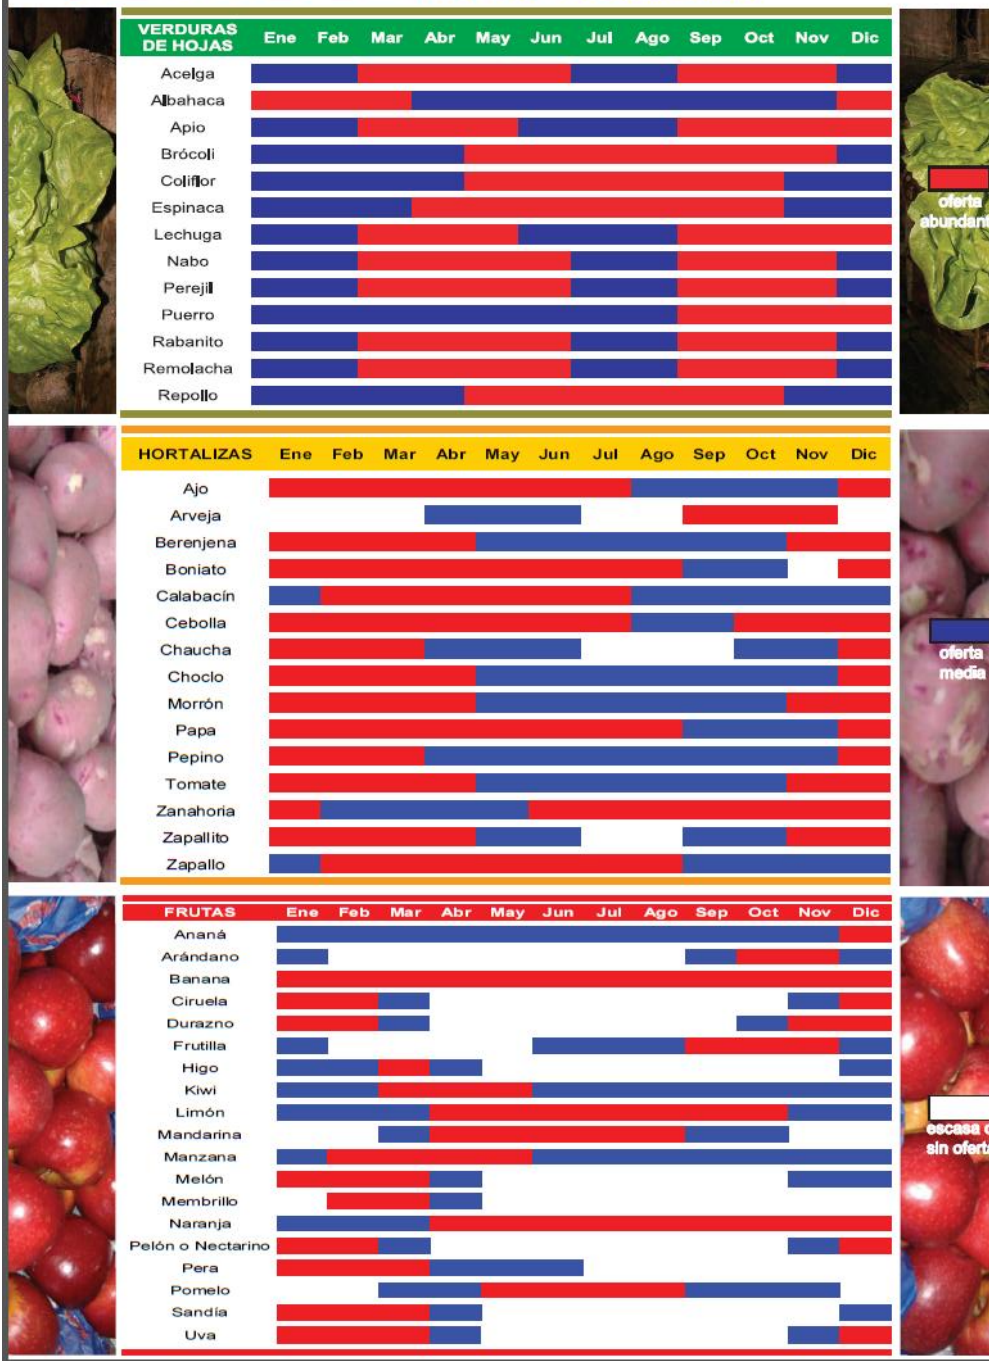 VERDURAS
DE HOJAS Ene Feb Mar Abr May Jun Jul Ago Sep Oct Nov Dic
Acelga
Albahaca
Apio
Brócoli
Coliflor
Espinaca
Lechuga
Nabo
Perejil
Puerro
Rabanito
Remolacha
Repollo
oferta
abundant
HORTALIZAS Ene Feb Mar Abr May Jun Jul Ago Sep Oct Nov Dic
Ajo
Arveja
Berenjena
Boniato
Calabacín
Cebolla
Chaucha
Choclo
Morrón
Papa
Pepino
Tomate
Zanahoria
Zapallito
Zapallo
oferta
media
FRUTAS Ene Feb Mar Abr May Jun Jul Ago Sep Oct Nov Dic
Ananá
Arándano
Banana
Ciruela
Durazno
Frutilla
Higo
Kiwi
Limón
Mandarina
Manzana
Melón
Membrillo
Naranja
Pelón o Nectarino
Pera
Pomelo
Sandía
Uva
escasa o
sin oferta